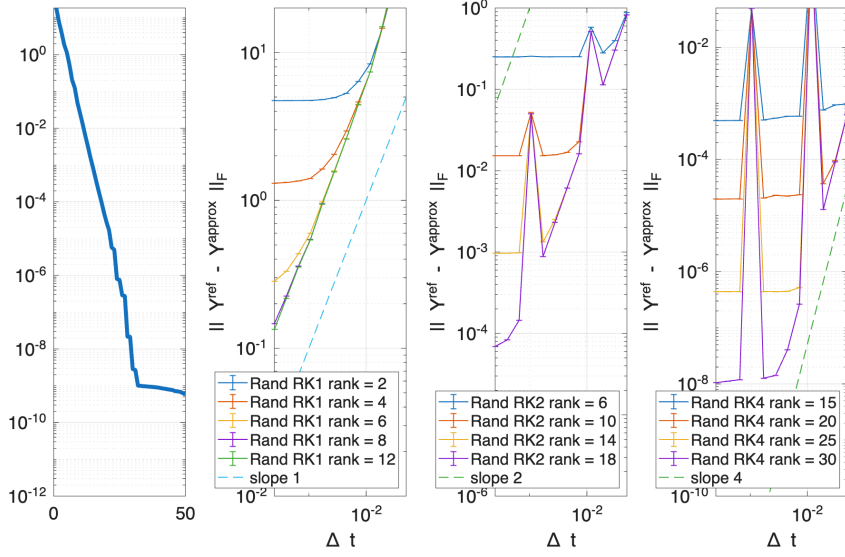 10^0
10^-2
10^-4
10^-6
10^-8
10^-10
10^-12
0
50
|| Y^ref - Y^approx ||_F
10^1
10^0
10^-1
10^-2
Rand RK1 rank = 2
Rand RK1 rank = 4
Rand RK1 rank = 6
Rand RK1 rank = 8
Rand RK1 rank = 12
slope 1
10^-2
Δ t
|| Y^ref - Y^approx ||_F
10^0
10^-1
10^-2
10^-3
10^-4
10^-6
Rand RK2 rank = 6
Rand RK2 rank = 10
Rand RK2 rank = 14
Rand RK2 rank = 18
slope 2
10^-2
Δ t
|| Y^ref - Y^approx ||_F
10^-2
10^-4
10^-6
10^-8
10^-10
Rand RK4 rank = 15
Rand RK4 rank = 20
Rand RK4 rank = 25
Rand RK4 rank = 30
slope 4
10^-2
Δ t